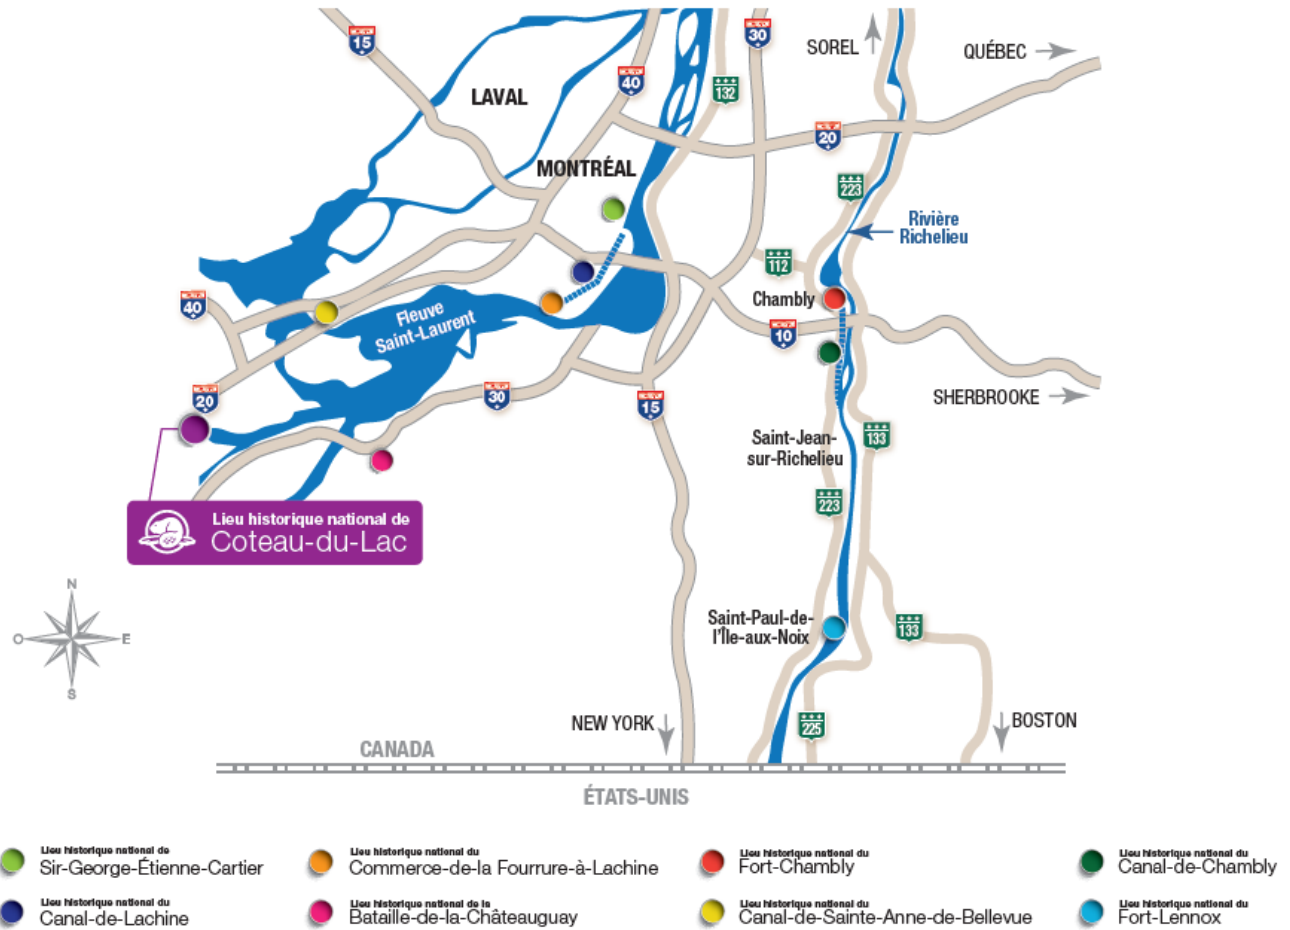 15
30
SOREL
QUÉBEC
40
132
LAVAL
20
MONTRÉAL
223
Rivière
Richelieu
112
Chambly
40
Fleuve
Saint-Laurent
10
20
30
15
SHERBROOKE
Saint-Jean-
sur-Richelieu
133
223
Lieu historique national de
Coteau-du-Lac
N
O
E
S
Saint-Paul-de-
l'Île-aux-Noix
133
NEW YORK
225
BOSTON
CANADA
ÉTATS-UNIS
Lieu historique national de
Sir-George-Étienne-Cartier
Lieu historique national du
Commerce-de-la Fourrure-à-Lachine
Lieu historique national du
Fort-Chambly
Lieu historique national du
Canal-de-Chambly
Lieu historique national du
Canal-de-Lachine
Lieu historique national de la
Bataille-de-la-Châteauguay
Lieu historique national du
Canal-de-Sainte-Anne-de-Bellevue
Lieu historique national du
Fort-Lennox